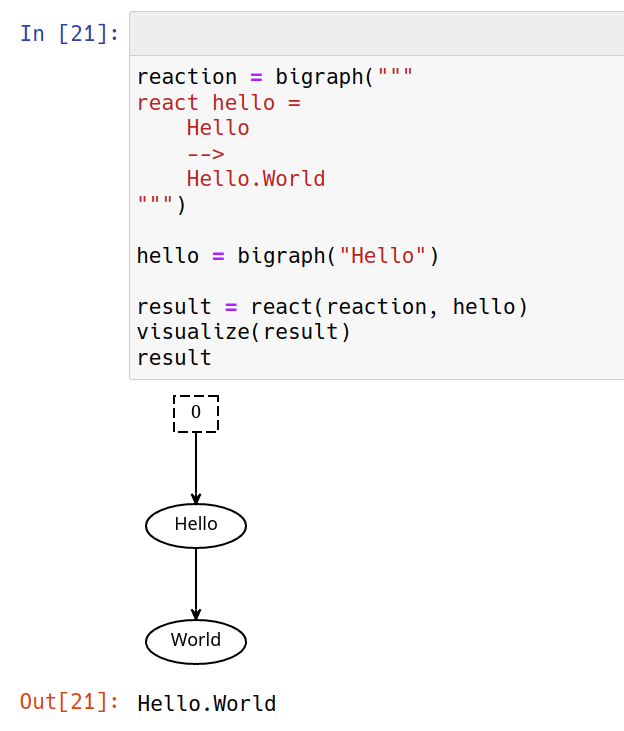 In [21]:
reaction = bigraph("""
react hello =
    Hello
    -->
    Hello.World
""")
hello = bigraph("Hello")
result = react(reaction, hello)
visualize(result)
result
0
Hello
World
Out[21]: Hello.World